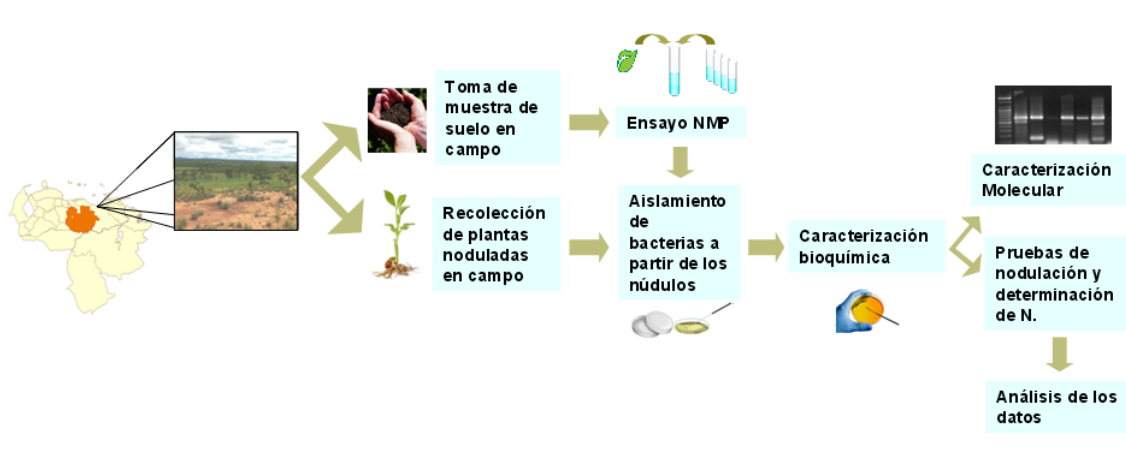 Toma de
muestra de
suelo en
campo
Ensayo NMP
Recolección
de plantas
noduladas
en campo
Aislamiento
de
bacterias a
partir de los
núdulos
Caracterización
bioquímica
Caracterización
Molecular
Pruebas de
nodulación y
determinación
de N.
Análisis de los
datos